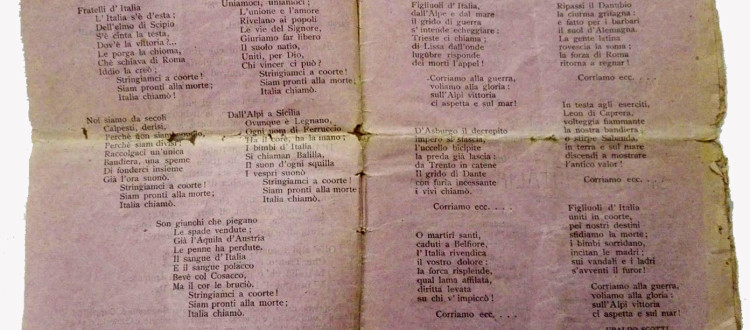 Fratelli d' Italia
L' Italia s'è d'esta;
Dell'elmo di Scipia
S'è cinta la testa,
Dov'è la vittoria?...
Le porga la chioma,
Chè schiava di Roma
Iddio la creò;
Stringiamci a coorte!
Siam pronti alla morte;
Italia chiamò!
Noi siamo da secoli
Calpesti, derisi,
Perchè non siam popolo,
Perchè siam divisi;
Raccolgaci un'unica
Bandiera, una speme
Di fonderci insieme
Già l'ora suonò.
Stringiamci a coorte!
Siam pronti alla morte;
Italia chiamò.
Uniamoci, uniamoci;
L'unione e l'amore
Rivelano ai popoli
Le vie del Signore,
Giuriamo far libero
Il suolo natio,
Uniti, per Dio,
Chi vincer ci può?
Stringiamci a coorte!
Siam pronti alla morte;
Italia chiamò!
Dall'Alpi a Sicilia
Ovunque è Legnano,
Ogni uom di Ferruccio
Ha il core, ha la mano;
I bimbi d' Italia
Si chiaman Balilla,
Il suon d'ogni squilla
I vespri suonò
Stringiamci a coorte!
Siam pronti alla morte;
Italia chiamò.
Son giunchi che piegano
Le spade vendute;
Già l'Aquila d'Austria
Le penne ha perdute.
Il sangue d'Italia
E il sangue polacco
Bevè col Cosacco,
Ma il cor le bruciò.
Stringiamci a coorte!
Siam pronti alla morte;
Italia chiamò.
Figliuoli d' Italia,
dall'Alpe e dal mare
il grido di guerra
s' intende echeggiare:
Trieste ci chiama;
di Lissa dall'onde
lugùbre risponde
dei morti l'appel!
Corriamo alla guerra,
voliamo alla gloria:
sull'Alpi vittoria
ci aspetta e sul mar!
D'Asburgo il decrepito
impero si sfascia,
l'uccello bicipite
la preda già lascia:
da Trento in catene
Il grido di Dante
con furia incessante
i vivi chiamò.
Corriamo ecc. . . .
O martiri santi,
caduti a Belfiore,
l'Italia rivendica
il vostro dolore;
la forca risplende,
qual lama affilata,
diritta levata
su chi v' impiccò!
Corriamo ecc. . . .
Ripassi il Danubio
la ciurma grifagna:
è fatto per i barbari
il suol d'Alemagna.
La gente latina
rovescia la soma;
la forza di Roma
ritorna a regnar!
Corriamo ecc. . . .
In testa agli eserciti,
Leon di Caprera,
volteggia fiammante
la nostra bandiera;
o stirpe Sabauda,
in terra e sul mare
discendi a mostrare
l'antico valor!
Corriamo ecc. . . .
Figliuoli d' Italia
uniti in coorte,
pei nostri destini
sfidiamo la morte;
i bimbi sorridano,
incitan le madri;
sui vandali e i ladri
s'avventi il furor!
Corriamo alla guerra,
voliamo alla gloria:
sull'Alpi vittoria
ci aspetta e sul mar!
UBALDO SCOTTI